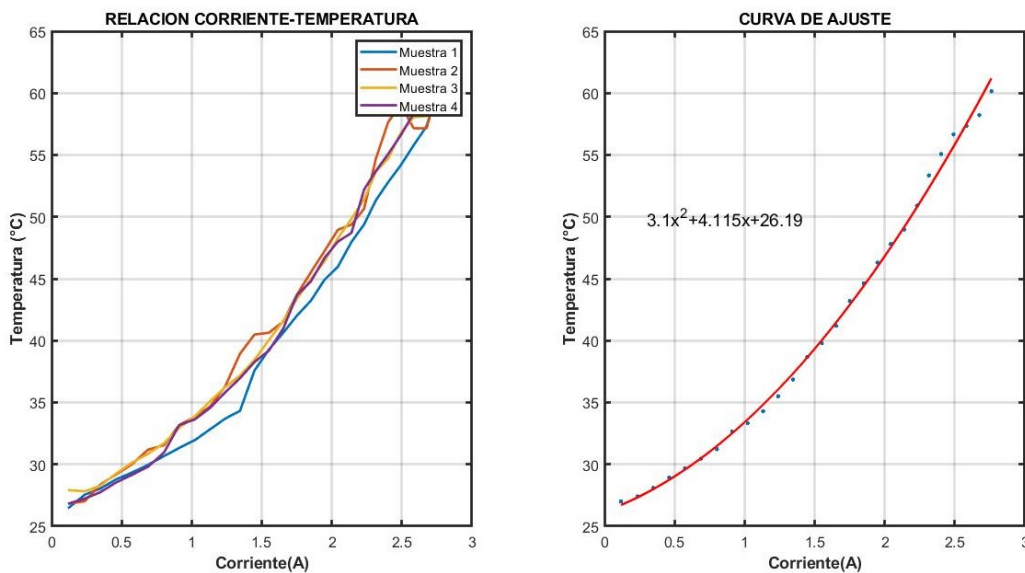 RELACION CORRIENTE-TEMPERATURA
65
60
55
50
45
40
35
30
25
0
0.5
1
1.5
2
2.5
3
Temperatura (°C)
Corriente(A)
Muestra 1
Muestra 2
Muestra 3
Muestra 4
CURVA DE AJUSTE
65
60
55
50
45
40
35
30
25
0
0.5
1
1.5
2
2.5
3
Temperatura (°C)
Corriente(A)
3.1x²+4.115x+26.19